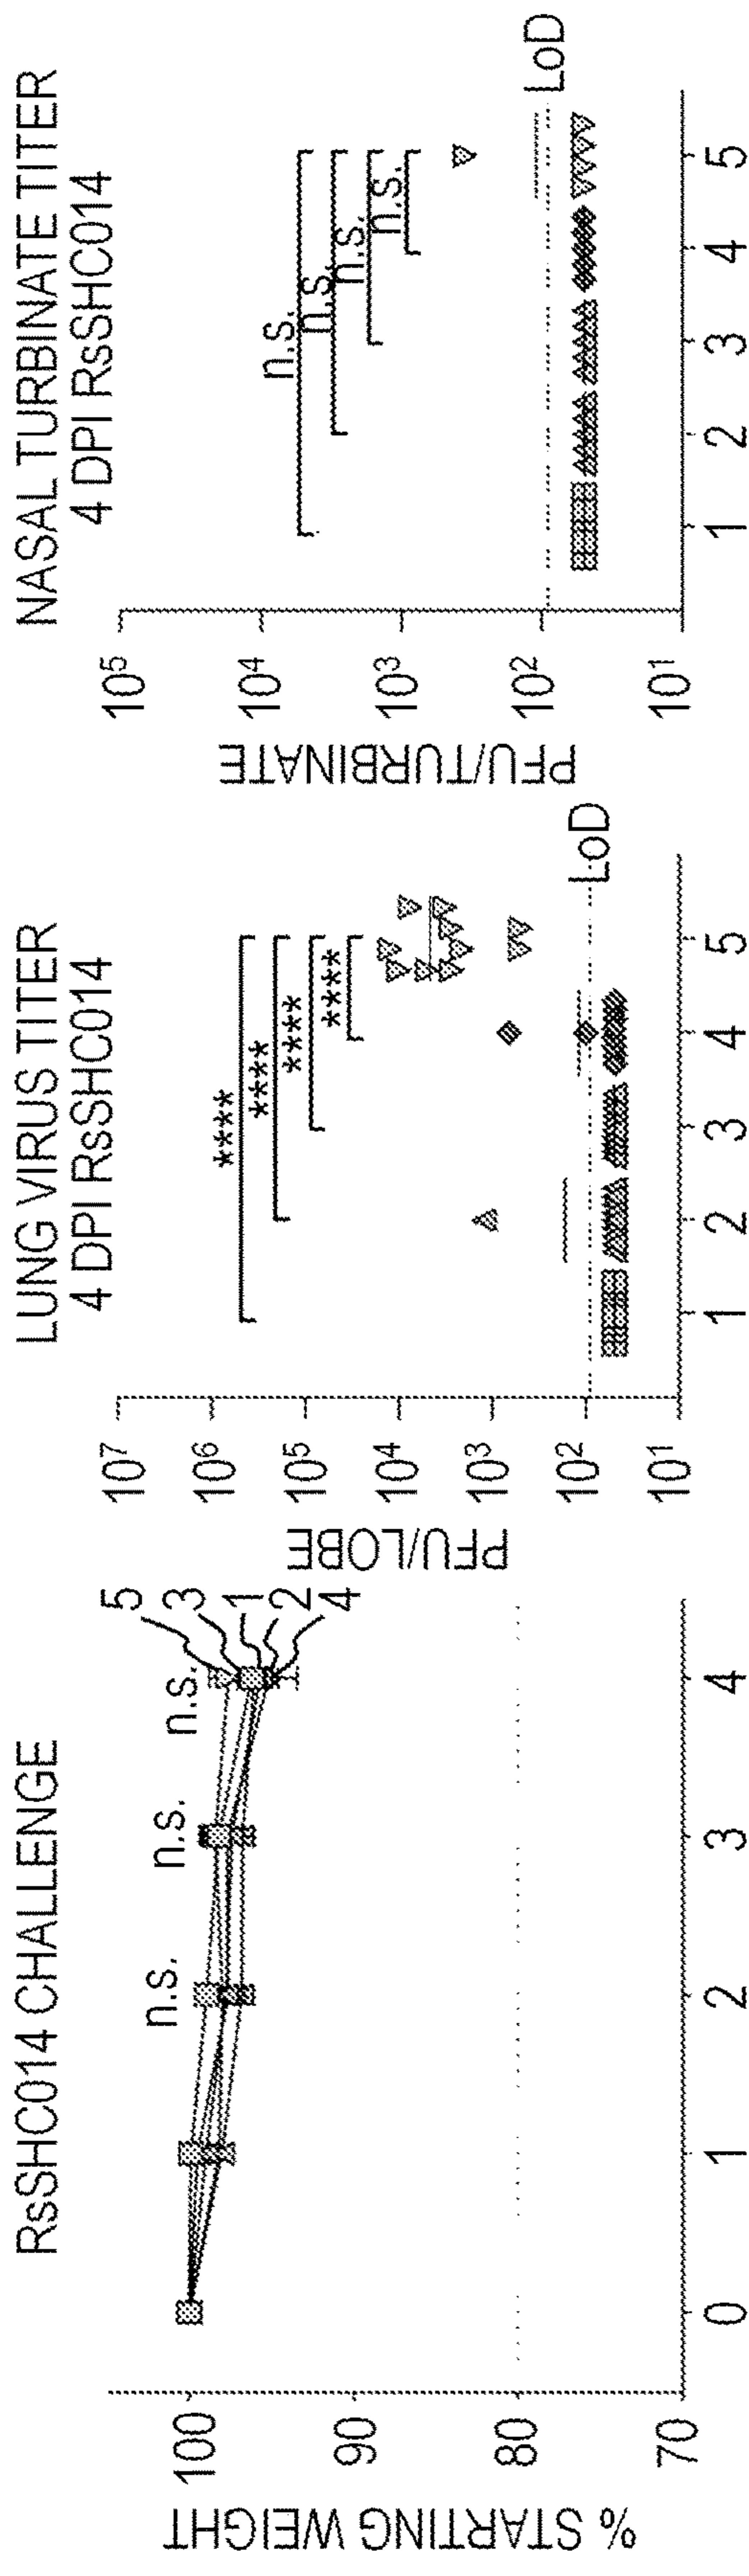 RsSHC014 CHALLENGE
% STARTING WEIGHT
100
90
80
70
n.s.
n.s.
n.s.
5
3
1
2
4
0
1
2
3
4
LUNG VIRUS TITER
4 DPI RsSHC014
PFU/LOBE
10⁷
10⁶
10⁵
10⁴
10³
10²
10¹
****
****
****
****
LoD
1
2
3
4
5
NASAL TURBINATE TITER
4 DPI RsSHC014
PFU/TURBINATE
10⁵
10⁴
10³
10²
10¹
n.s.
n.s.
n.s.
n.s.
LoD
1
2
3
4
5